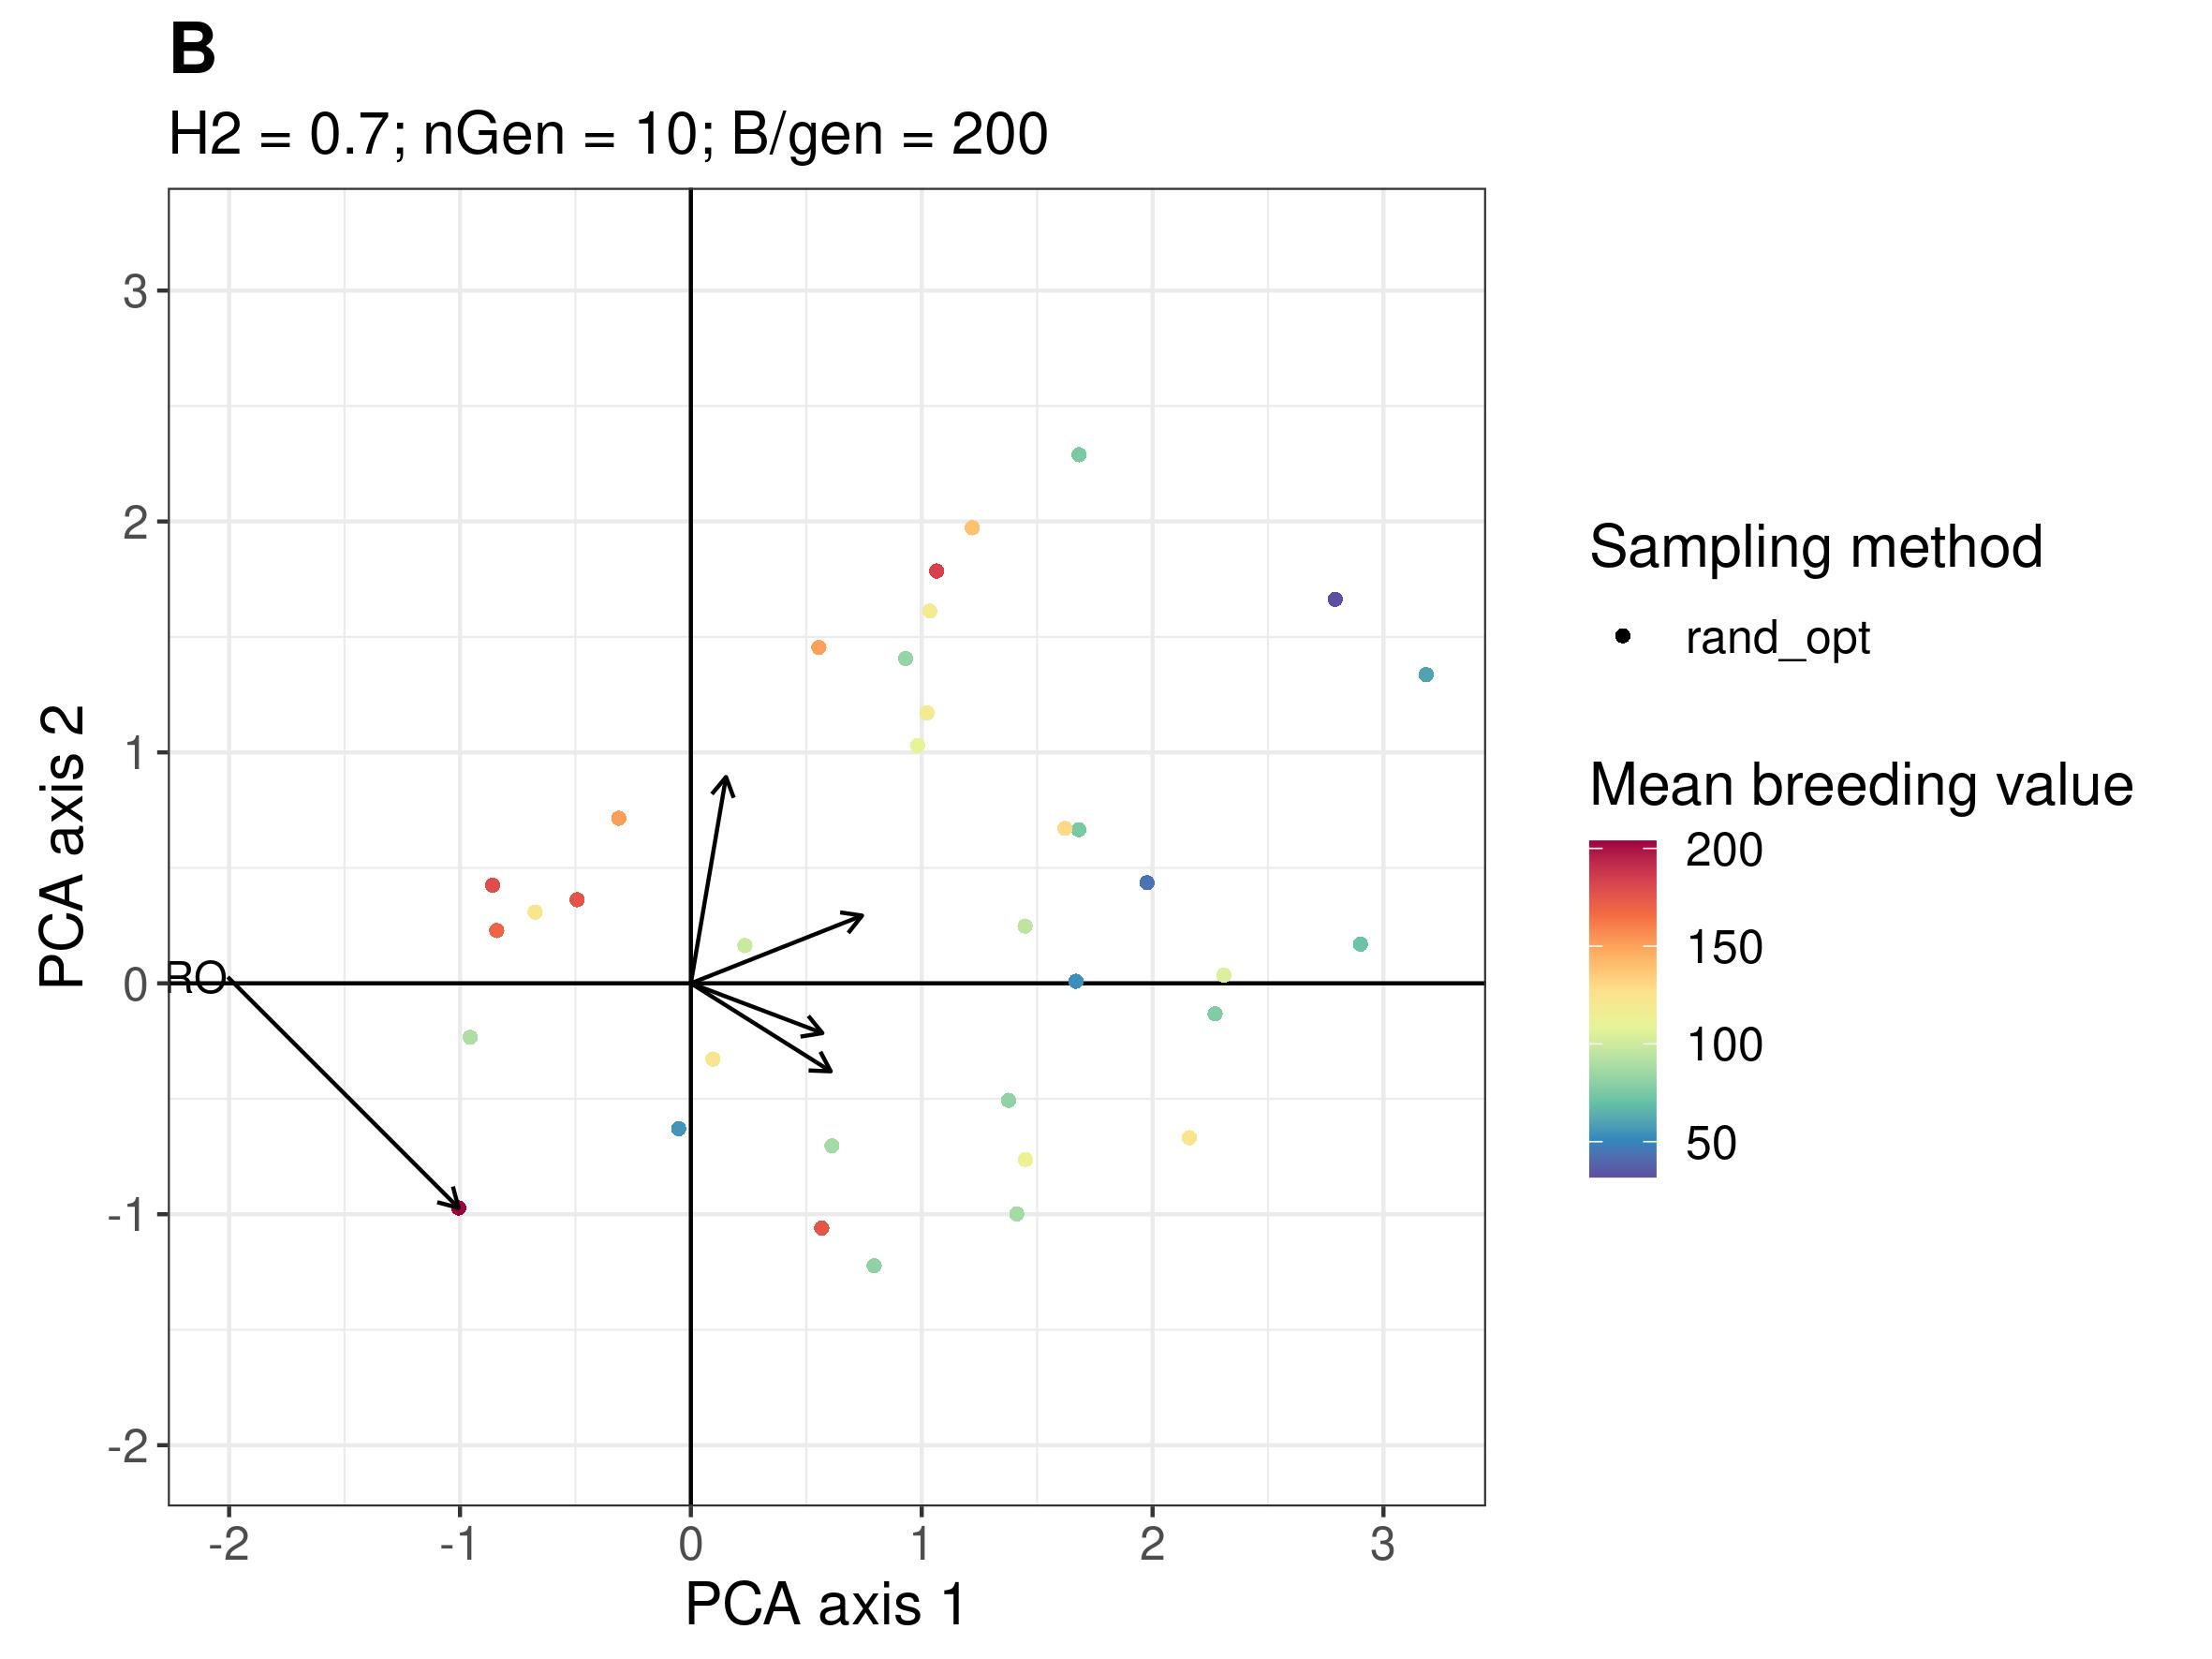 B
H2 = 0.7; nGen = 10; B/gen = 200
3
2
1
0
-1
-2
PCA axis 2
RO
-2
-1
0
1
2
3
PCA axis 1
Sampling method
rand_opt
Mean breeding value
200
150
100
50